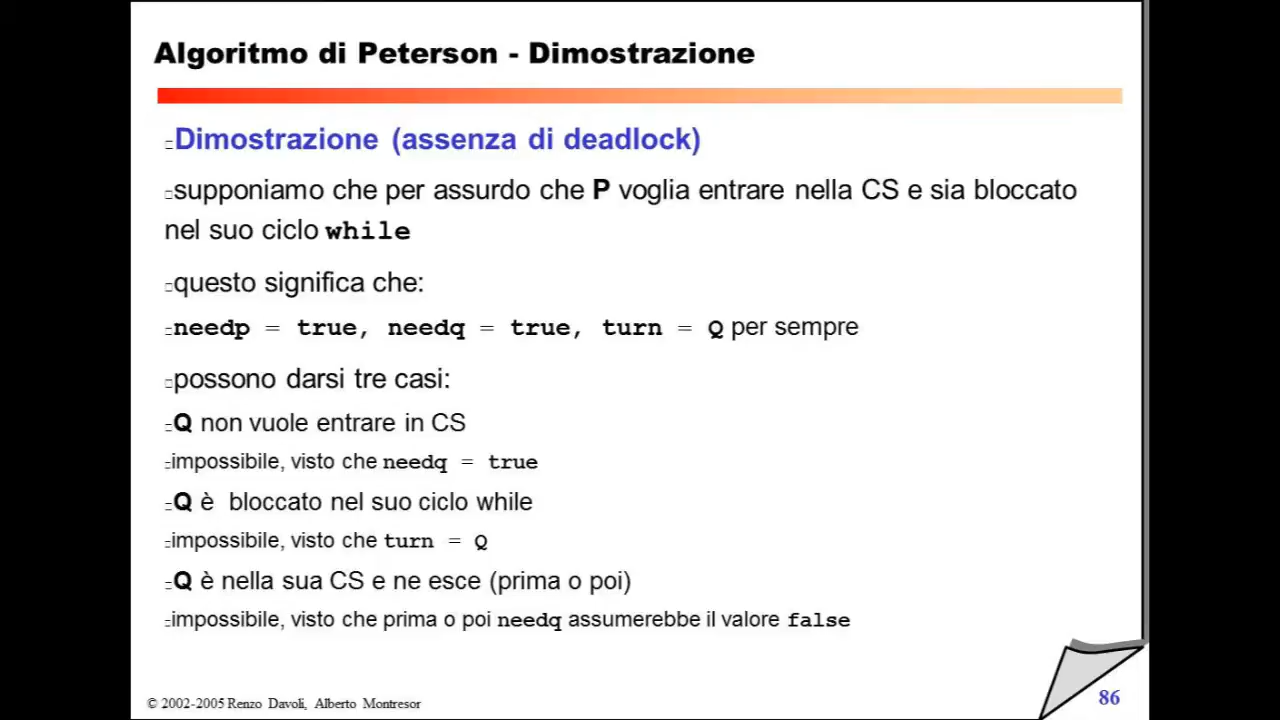 Algoritmo di Peterson - Dimostrazione
Dimostrazione (assenza di deadlock)
supponiamo che per assurdo che P voglia entrare nella CS e sia bloccato
nel suo ciclo while
questo significa che:
needp = true, needq = true, turn = Q per sempre
possono darsi tre casi:
Q non vuole entrare in CS
impossibile, visto che needq = true
Q è bloccato nel suo ciclo while
impossibile, visto che turn = Q
Q è nella sua CS e ne esce (prima o poi)
impossibile, visto che prima o poi needq assumerebbe il valore false
© 2002-2005 Renzo Davoli, Alberto Montresor
86